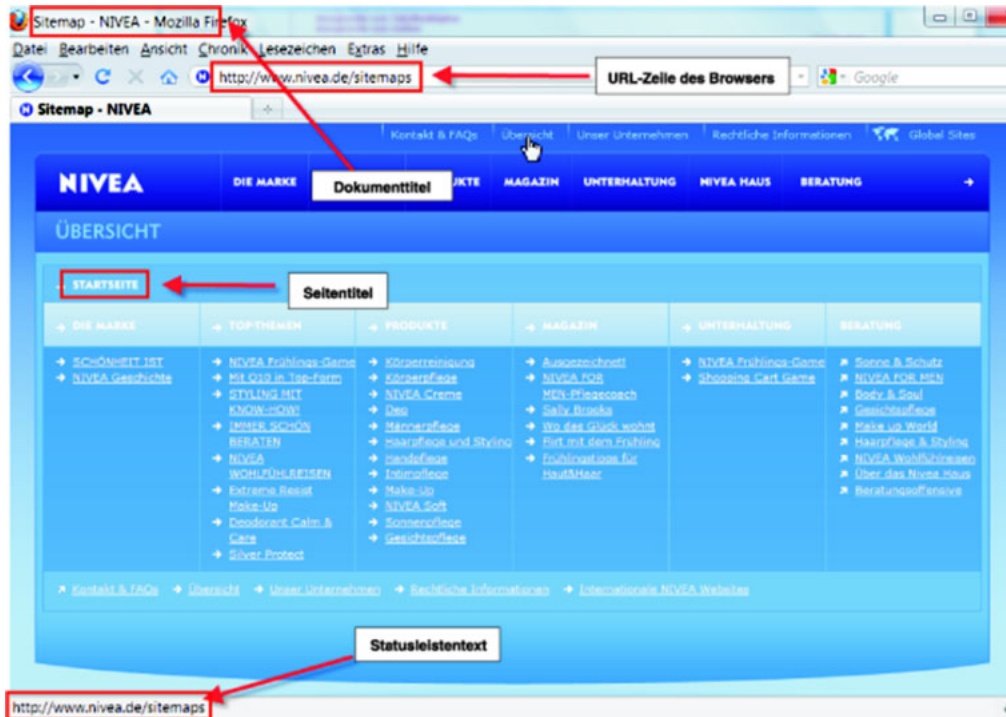 Sitemap - NIVEA - Mozilla Firefox
Datei Bearbeiten Ansicht Chronik Lesezeichen Extras Hilfe
http://www.nivea.de/sitemaps
URL-Zeile des Browsers
Google
Sitemap - NIVEA
Kontakt & FAQs Übersicht Unser Unternehmen Rechtliche Informationen Global Sites
NIVEA
DIE MARKE
Dokumenttitel
UKTE MAGAZIN UNTERHALTUNG NIVEA HAUS BERATUNG
ÜBERSICHT
STARTSEITE
Seitentitel
DIE MARKE
TOP-THEMEN
PRODUKTE
MAGAZIN
UNTERHALTUNG
BERATUNG
SCHÖNHEIT IST
NIVEA Geschichte
NIVEA Frühlings-Game
Mit Q10 in Top-Form
STYLING MIT
KNOW-HOW!
IMMER SCHÖN
BERATEN
NIVEA
WOHLFÜHLREISEN
Extreme Resist
Make-Up
Deodorant Calm &
Care
Silver Protect
Körperreinigung
Körperpflege
NIVEA Creme
Deo
Männerpflege
Haarpflege und Styling
Handpflege
Intimpflege
Make-Up
NIVEA Soft
Sonnenpflege
Gesichtspflege
Ausgezeichnet!
NIVEA FOR
MEN-Pflegecoach
Sally Brooks
Wo das Glück wohnt
Flirt mit dem Frühling
Frühlingstipps für
Haut&Haar
NIVEA Frühlings-Game
Shopping Cart Game
Sonne & Schutz
NIVEA FOR MEN
Body & Soul
Gesichtspflege
Make up World
Haarpflege & Styling
NIVEA Wohlfühlreisen
Über das Nivea Haus
Beratungsoffensive
Kontakt & FAQs Übersicht Unser Unternehmen Rechtliche Informationen Internationale NIVEA Websites
Statusleistentext
http://www.nivea.de/sitemaps